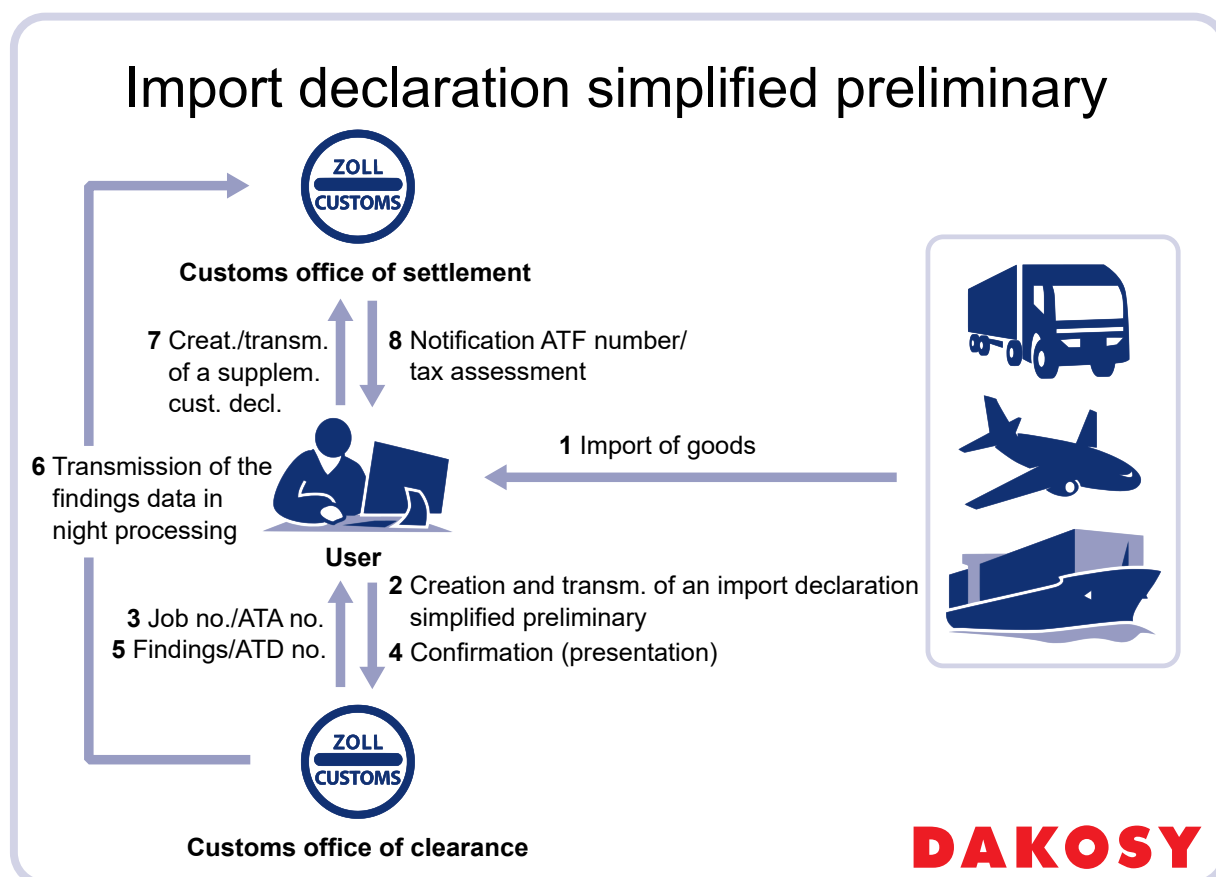 Import declaration simplified preliminary
ZOLL
CUSTOMS
Customs office of settlement
7 Creat./transm.
of a supplem.
cust. decl.
8 Notification ATF number/
tax assessment
1 Import of goods
6 Transmission of the
findings data in
night processing
User
2 Creation and transm. of an import declaration
simplified preliminary
3 Job no./ATA no.
5 Findings/ATD no.
4 Confirmation (presentation)
ZOLL
CUSTOMS
Customs office of clearance
DAKOSY